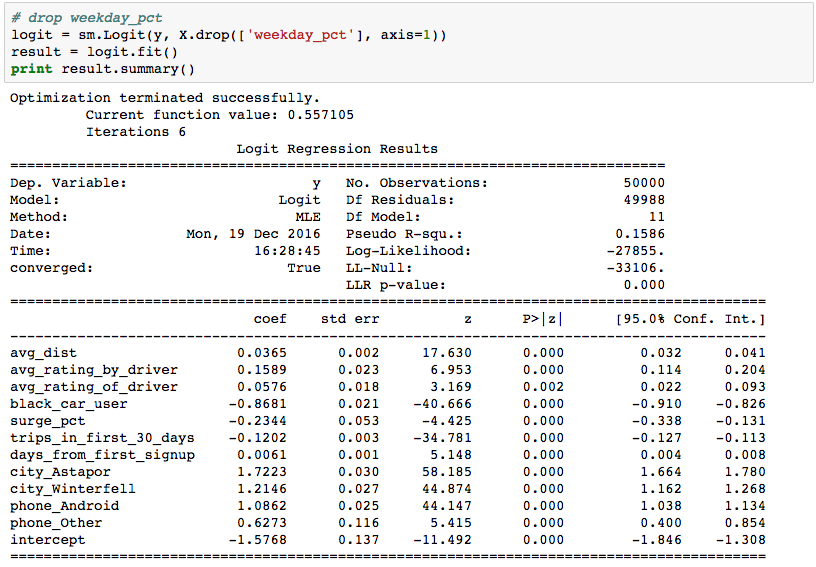 # drop weekday_pct
logit = sm.Logit(y, X.drop(['weekday_pct'], axis=1))
result = logit.fit()
print result.summary()
Optimization terminated successfully.
         Current function value: 0.557105
         Iterations 6
                           Logit Regression Results
==============================================================================
Dep. Variable:                      y   No. Observations:                50000
Model:                          Logit   Df Residuals:                    49988
Method:                           MLE   Df Model:                           11
Date:                Mon, 19 Dec 2016   Pseudo R-squ.:                  0.1586
Time:                        16:28:45   Log-Likelihood:                -27855.
converged:                       True   LL-Null:                       -33106.
                                        LLR p-value:                     0.000
==========================================================================================
                             coef    std err          z      P>|z|      [95.0% Conf. Int.]
------------------------------------------------------------------------------------------
avg_dist                   0.0365      0.002     17.630      0.000         0.032     0.041
avg_rating_by_driver       0.1589      0.023      6.953      0.000         0.114     0.204
avg_rating_of_driver       0.0576      0.018      3.169      0.002         0.022     0.093
black_car_user            -0.8681      0.021    -40.666      0.000        -0.910    -0.826
surge_pct                 -0.2344      0.053     -4.425      0.000        -0.338    -0.131
trips_in_first_30_days    -0.1202      0.003    -34.781      0.000        -0.127    -0.113
days_from_first_signup     0.0061      0.001      5.148      0.000         0.004     0.008
city_Astapor               1.7223      0.030     58.185      0.000         1.664     1.780
city_Winterfell            1.2146      0.027     44.874      0.000         1.162     1.268
phone_Android              1.0862      0.025     44.147      0.000         1.038     1.134
phone_Other                0.6273      0.116      5.415      0.000         0.400     0.854
intercept                 -1.5768      0.137    -11.492      0.000        -1.846    -1.308
==========================================================================================